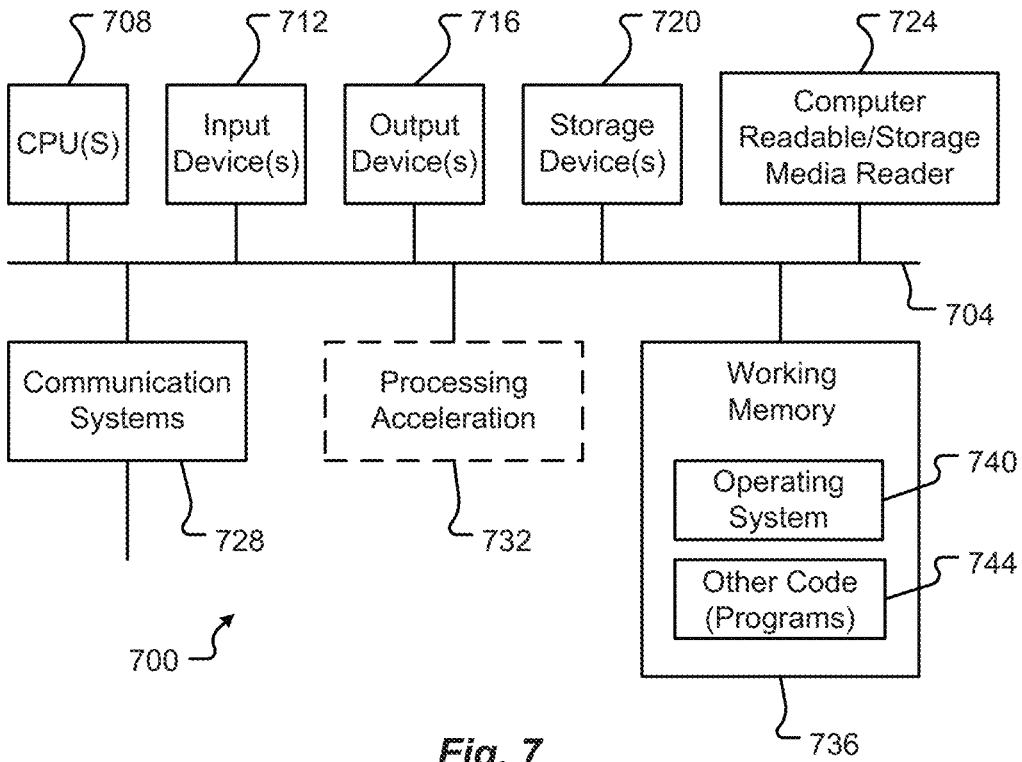 708
712
716
720
724
CPU(S)
Input
Device(s)
Output
Device(s)
Storage
Device(s)
Computer
Readable/Storage
Media Reader
704
Communication
Systems
Processing
Acceleration
Working
Memory
Operating
System
740
Other Code
(Programs)
744
728
732
700
736
Fig. 7